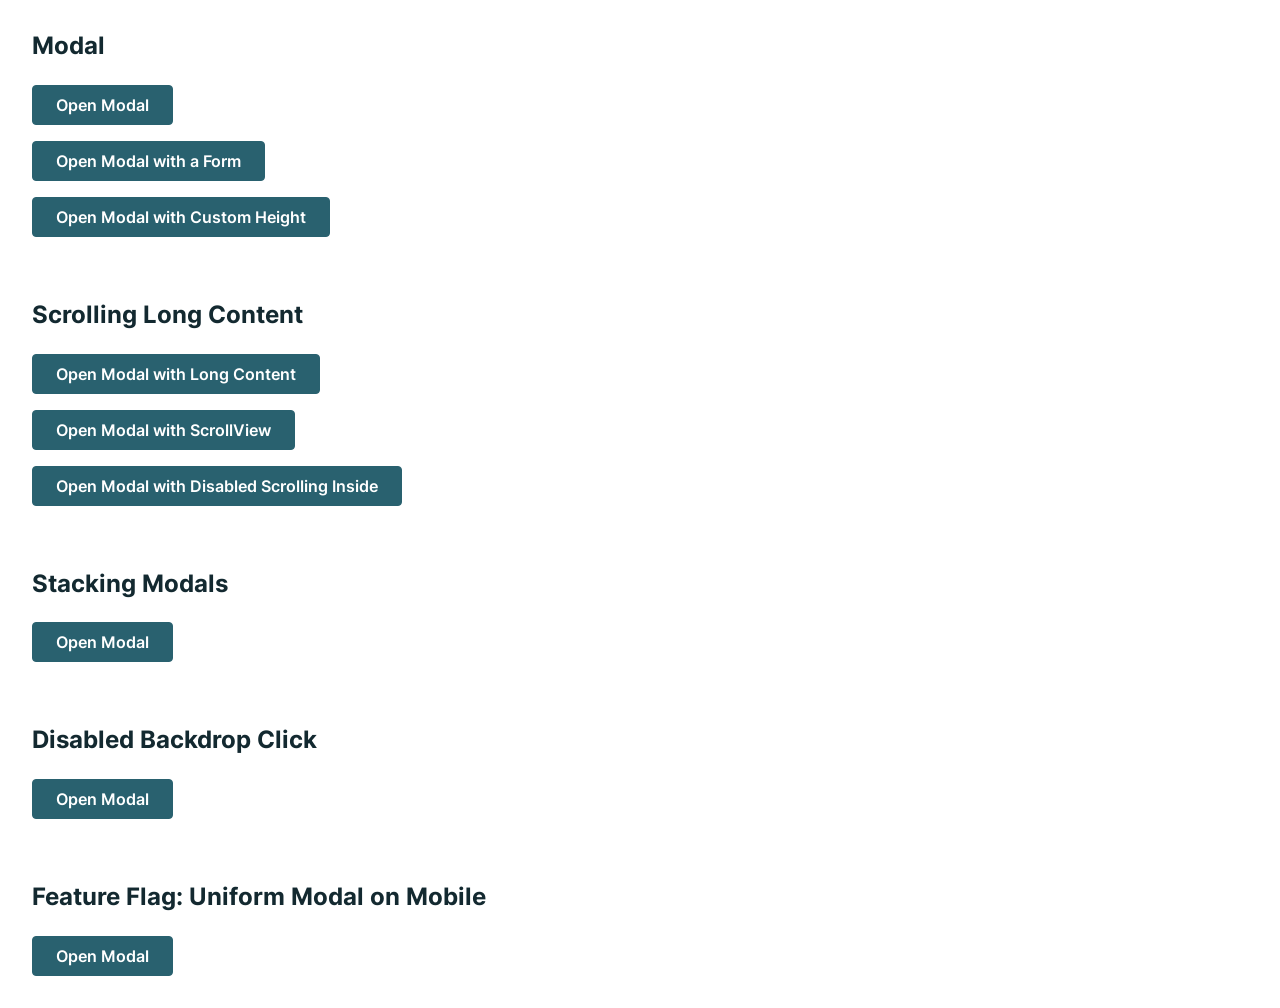 Modal
Open Modal
Open Modal with a Form
Open Modal with Custom Height
Scrolling Long Content
Open Modal with Long Content
Open Modal with ScrollView
Open Modal with Disabled Scrolling Inside
Stacking Modals
Open Modal
Disabled Backdrop Click
Open Modal
Feature Flag: Uniform Modal on Mobile
Open Modal